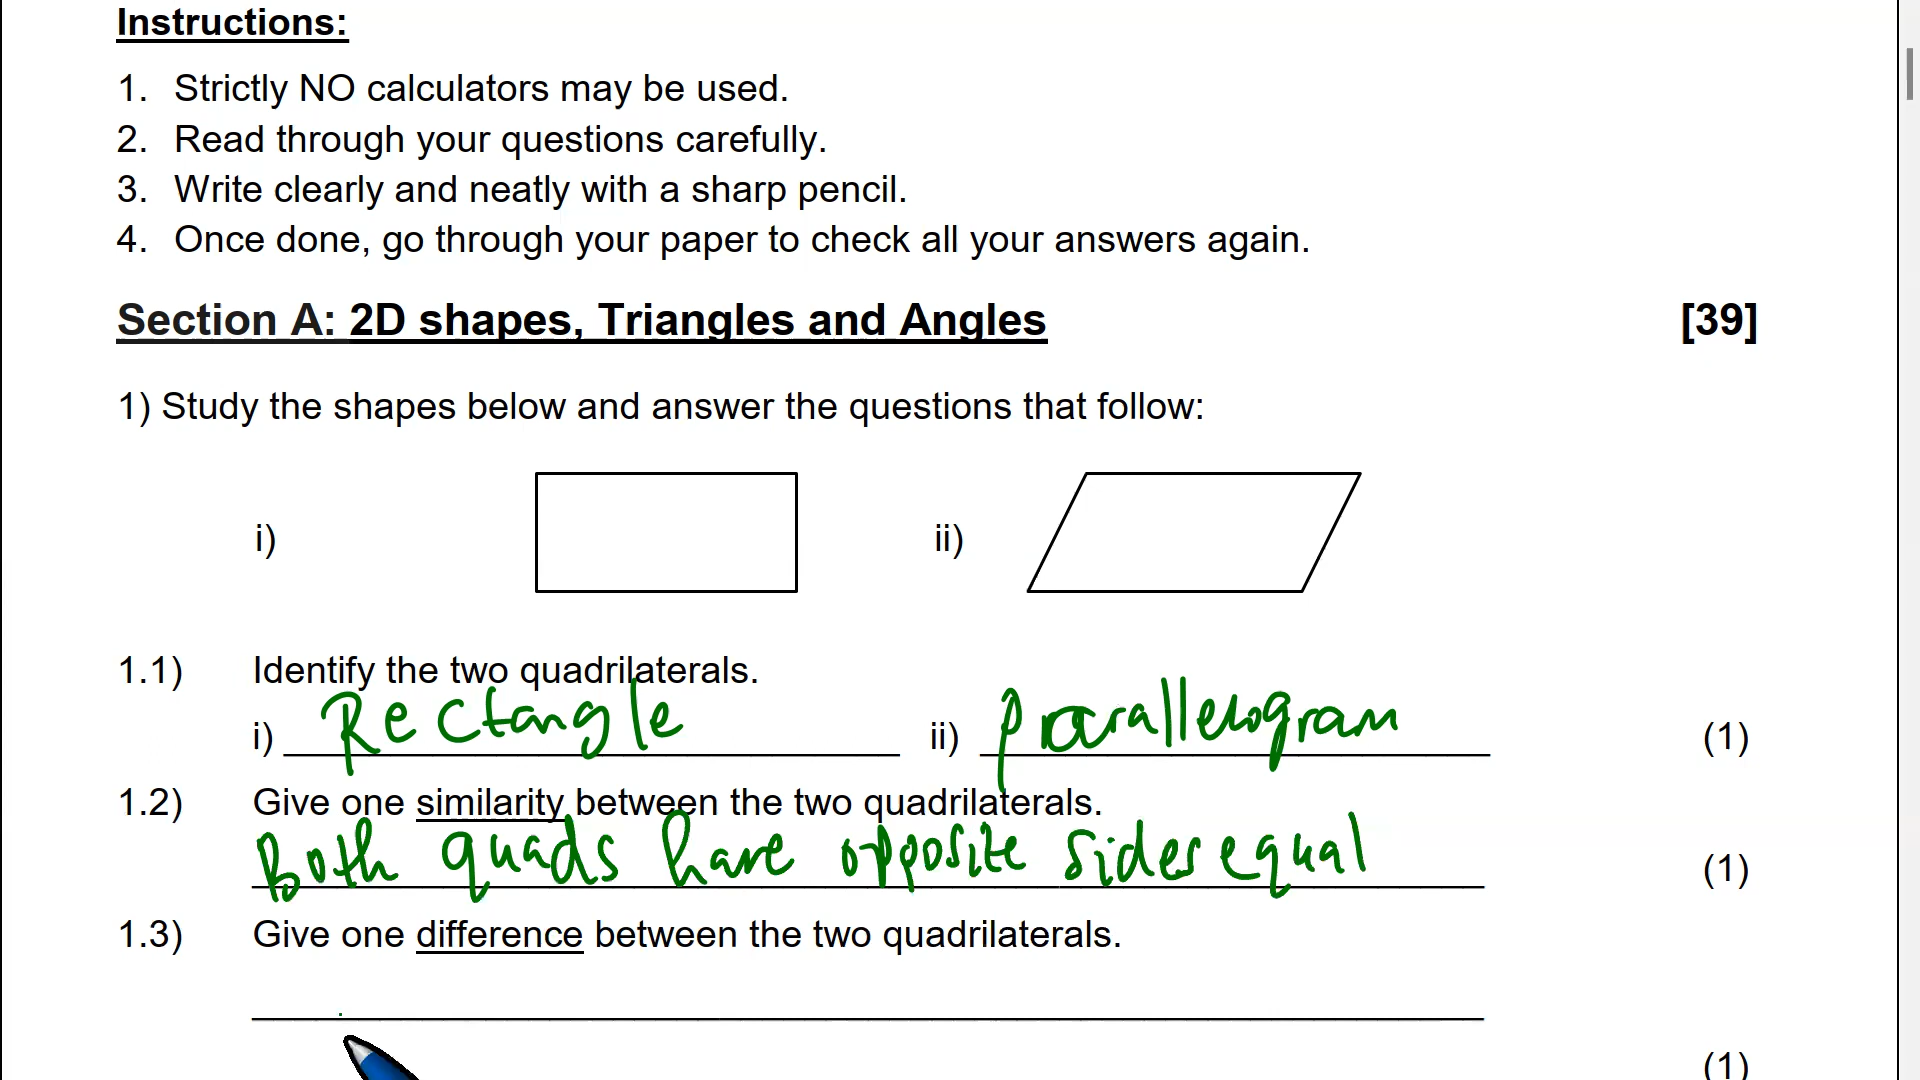 Instructions:
1. Strictly NO calculators may be used.
2. Read through your questions carefully.
3. Write clearly and neatly with a sharp pencil.
4. Once done, go through your paper to check all your answers again.
Section A: 2D shapes, Triangles and Angles [39]
1) Study the shapes below and answer the questions that follow:
i) ii)
1.1) Identify the two quadrilaterals.
i) Rectangle ii) parallelogram (1)
1.2) Give one similarity between the two quadrilaterals.
Both quads have opposite sides equal (1)
1.3) Give one difference between the two quadrilaterals.
(1)